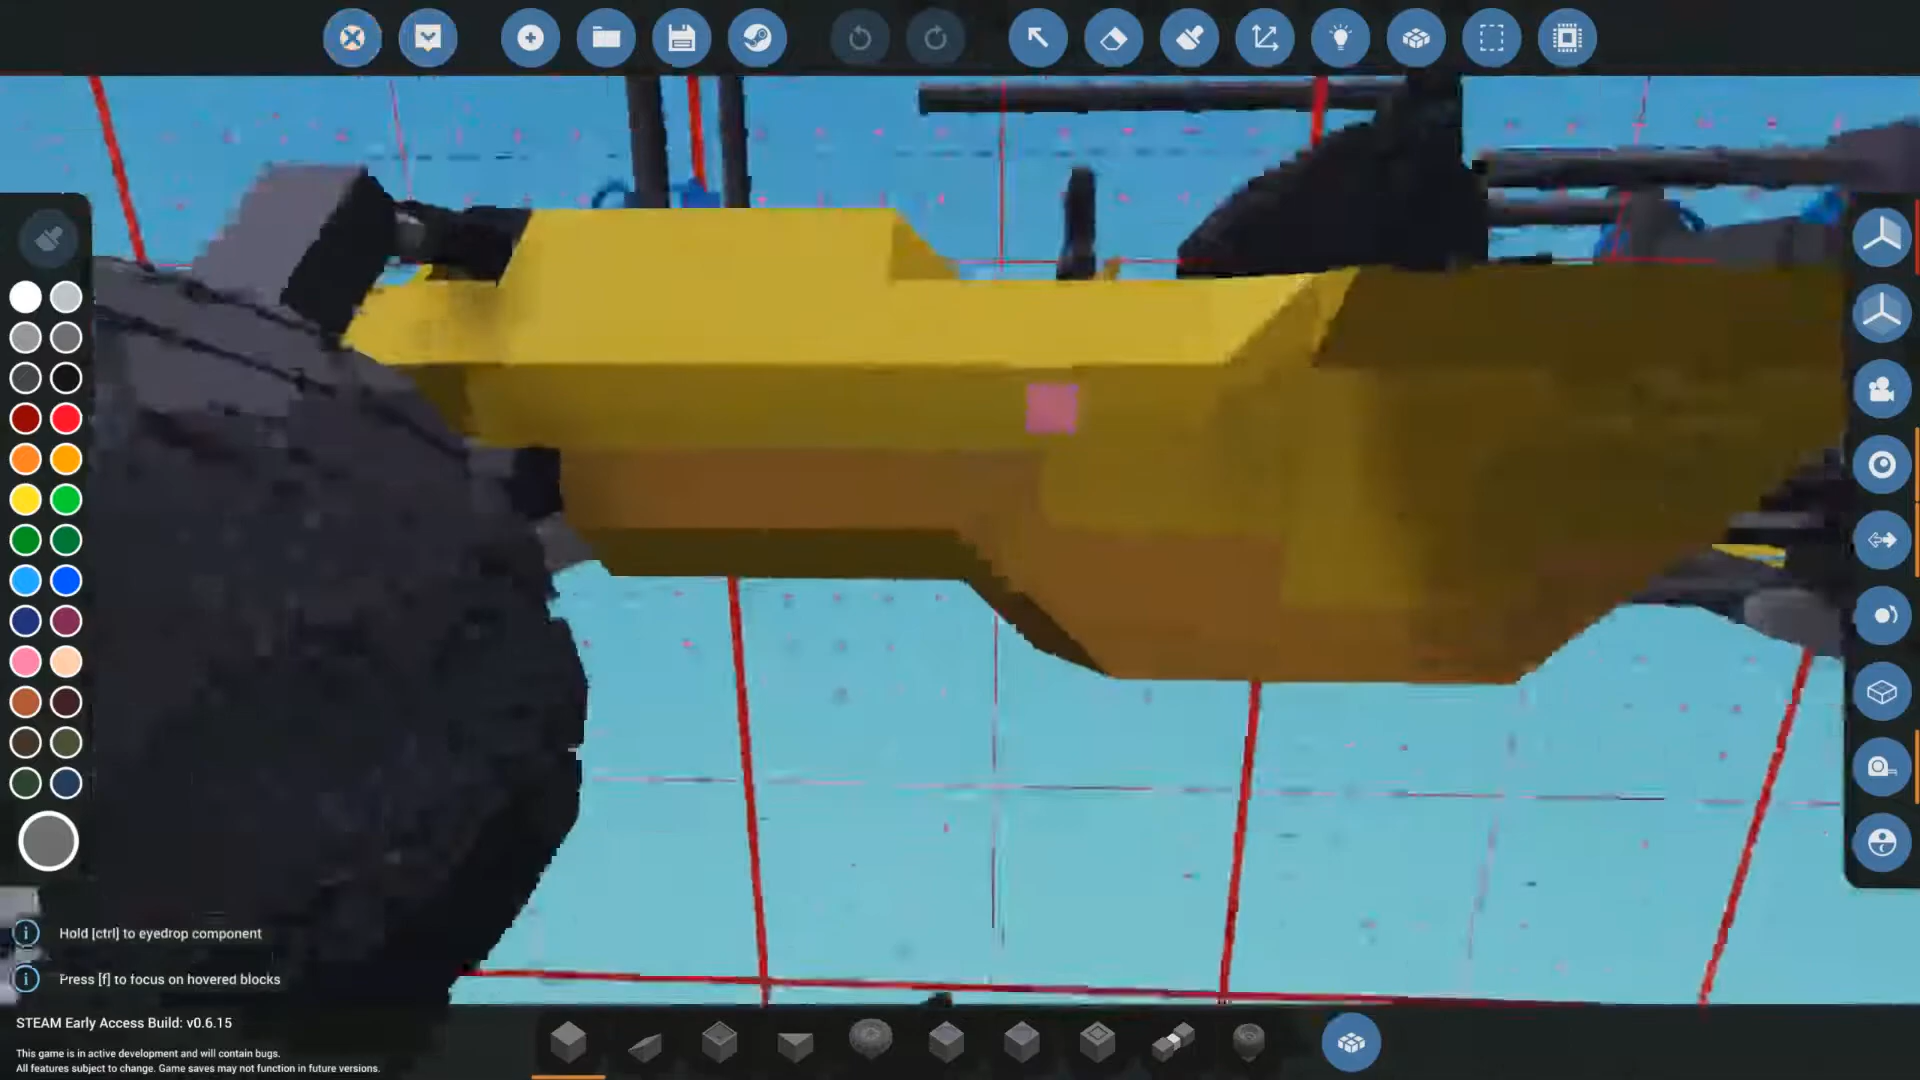 Hold [ctrl] to eyedrop component
Press [f] to focus on hovered blocks
STEAM Early Access Build: v0.6.15
This game is in active development and will contain bugs.
All features subject to change. Game saves may not function in future versions.